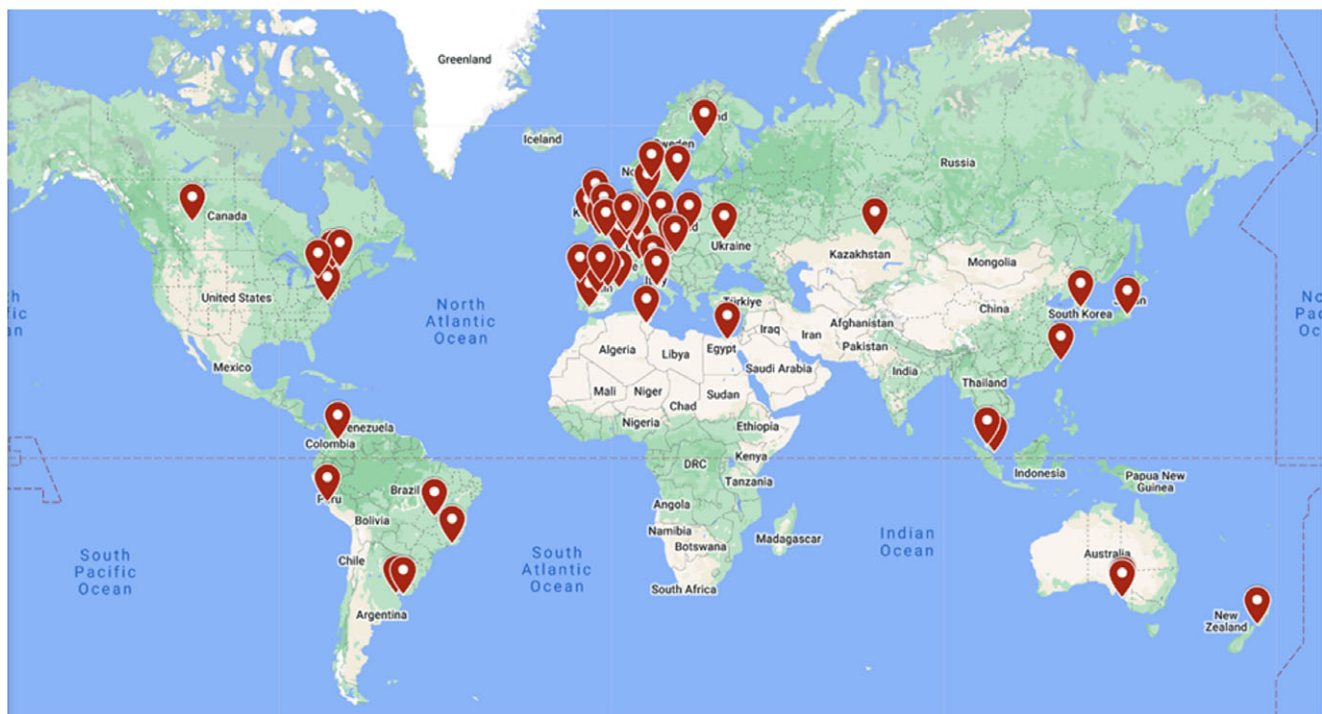 Greenland
Iceland
Sweden
Russia
Canada
Ukraine
Kazakhstan
Mongolia
United States
North
Atlantic
Ocean
Türkiye
China
South Korea
Iraq
Iran
Afghanistan
Pakistan
Algeria
Libya
Egypt
Saudi Arabia
Mexico
India
Mali
Niger
Chad
Sudan
Thailand
Nigeria
Ethiopia
Venezuela
Colombia
DRC
Kenya
Indonesia
Papua New
Guinea
Tanzania
Peru
Brazil
Angola
Bolivia
Namibia
Madagascar
Botswana
Indian
Ocean
South
Pacific
Ocean
Chile
South
Atlantic
Ocean
Australia
South Africa
Argentina
New
Zealand